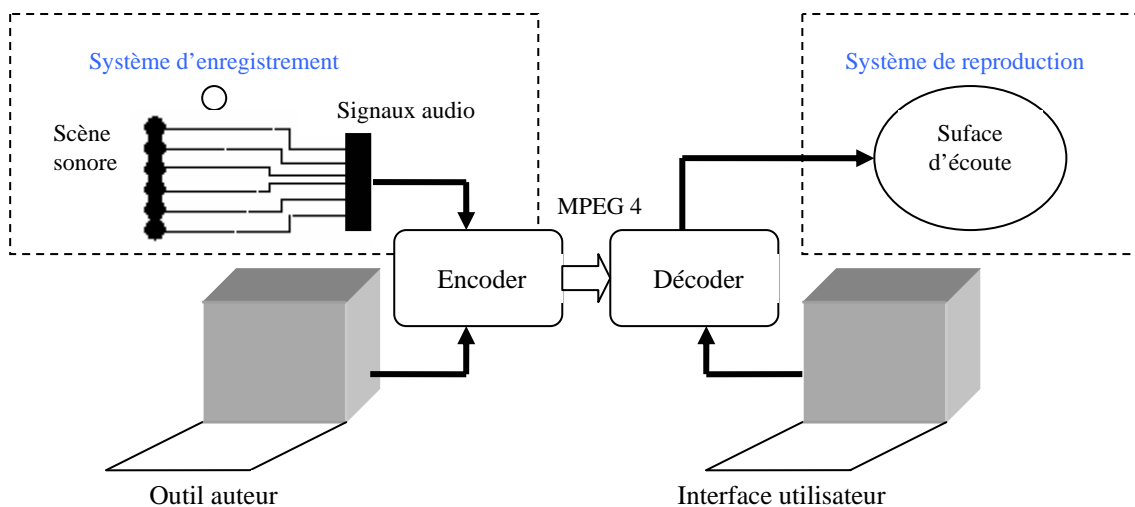 Système d'enregistrement
Système de reproduction
Signaux audio
Scène
sonore
Suface
d'écoute
MPEG 4
Encoder
Décoder
Outil auteur
Interface utilisateur